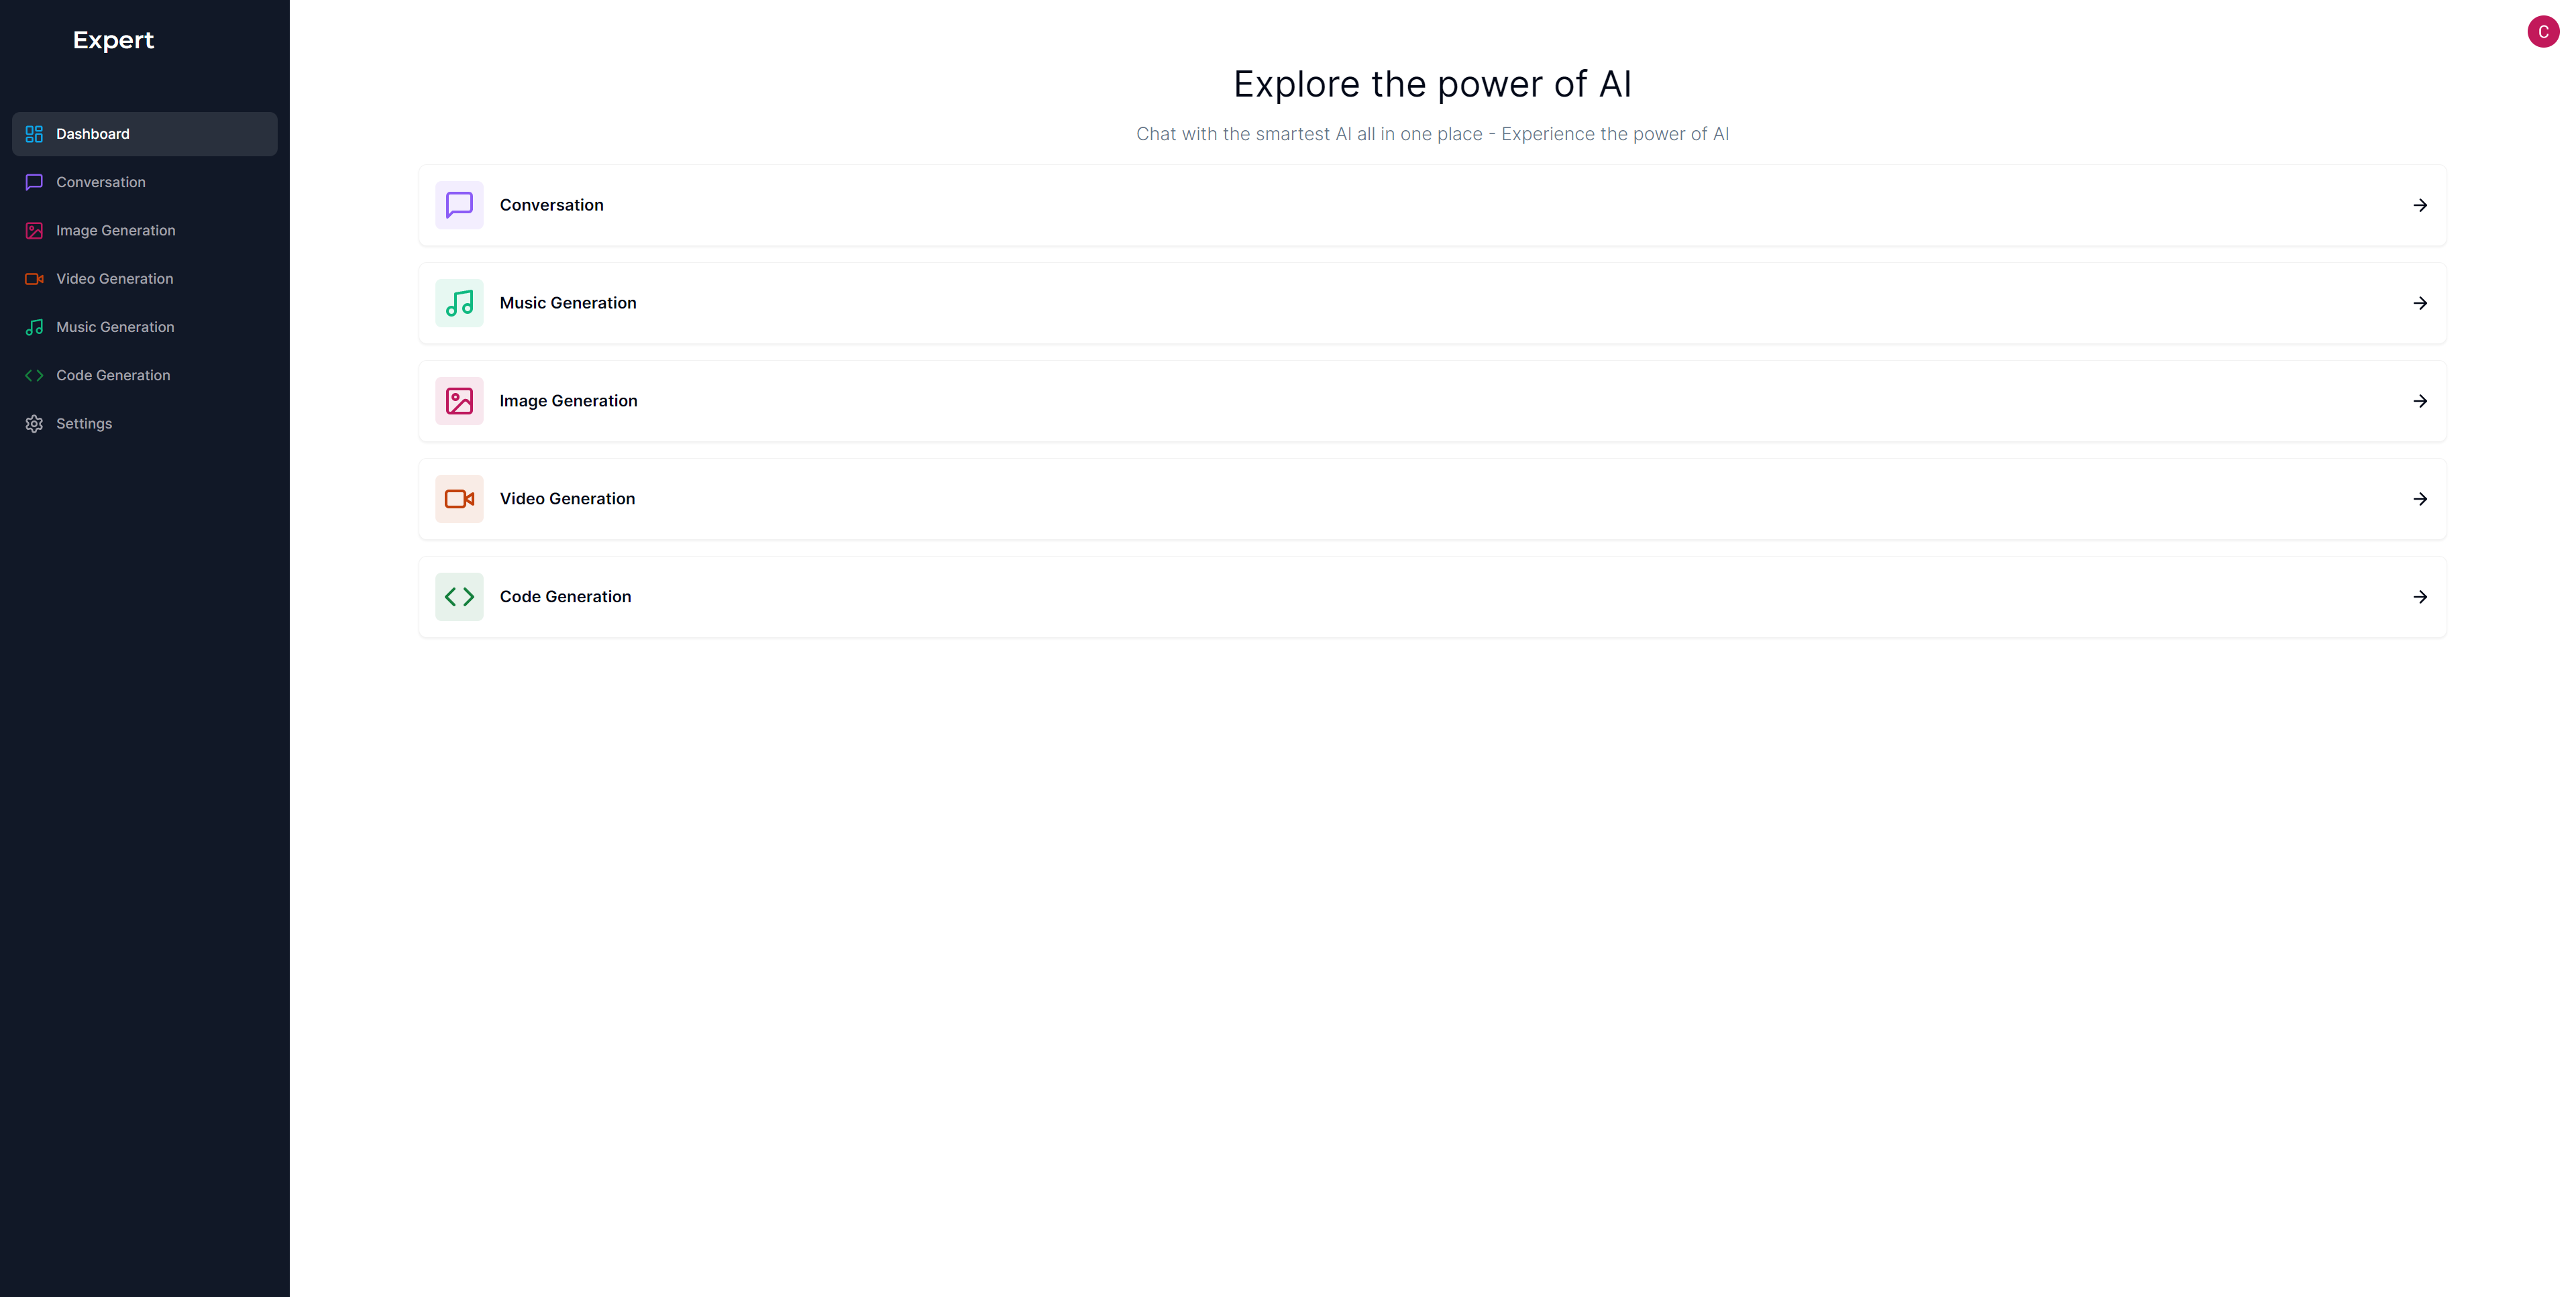 Expert
Dashboard
Conversation
Image Generation
Video Generation
Music Generation
Code Generation
Settings
C
Explore the power of AI
Chat with the smartest AI all in one place - Experience the power of AI
Conversation
Music Generation
Image Generation
Video Generation
Code Generation